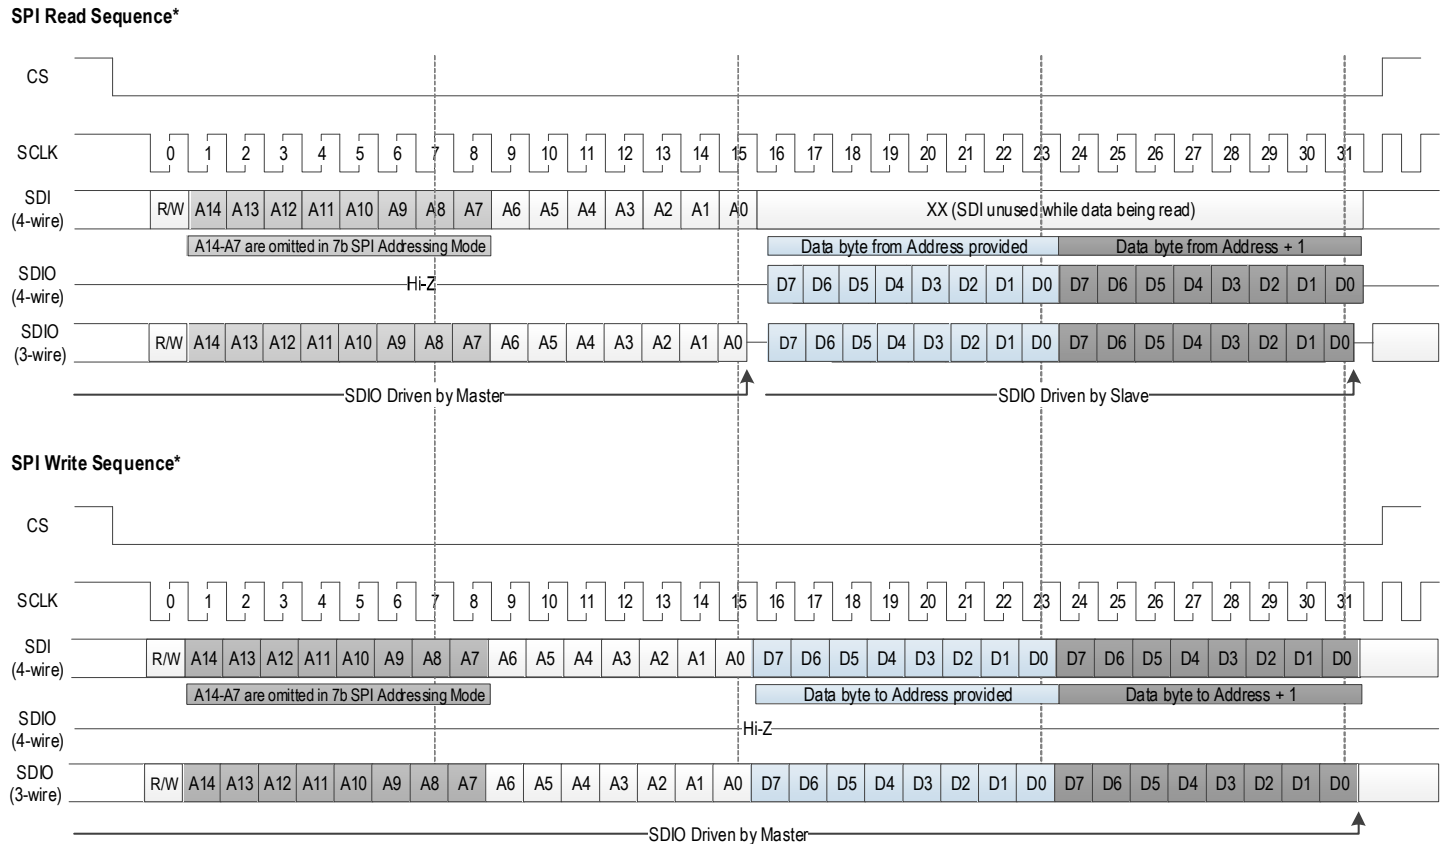 SPI Read Sequence*
CS
SCLK 0 1 2 3 4 5 6 7 8 9 10 11 12 13 14 15 16 17 18 19 20 21 22 23 24 25 26 27 28 29 30 31
SDI
(4-wire)
R/W A14 A13 A12 A11 A10 A9 A8 A7 A6 A5 A4 A3 A2 A1 A0 XX (SDI unused while data being read)
A14-A7 are omitted in 7b SPI Addressing Mode Data byte from Address provided Data byte from Address + 1
SDIO
(4-wire)
Hi-Z D7 D6 D5 D4 D3 D2 D1 D0 D7 D6 D5 D4 D3 D2 D1 D0
SDIO
(3-wire)
R/W A14 A13 A12 A11 A10 A9 A8 A7 A6 A5 A4 A3 A2 A1 A0 D7 D6 D5 D4 D3 D2 D1 D0 D7 D6 D5 D4 D3 D2 D1 D0
SDIO Driven by Master SDIO Driven by Slave
SPI Write Sequence*
CS
SCLK 0 1 2 3 4 5 6 7 8 9 10 11 12 13 14 15 16 17 18 19 20 21 22 23 24 25 26 27 28 29 30 31
SDI
(4-wire)
R/W A14 A13 A12 A11 A10 A9 A8 A7 A6 A5 A4 A3 A2 A1 A0 D7 D6 D5 D4 D3 D2 D1 D0 D7 D6 D5 D4 D3 D2 D1 D0
A14-A7 are omitted in 7b SPI Addressing Mode Data byte to Address provided Data byte to Address + 1
SDIO
(4-wire)
Hi-Z
SDIO
(3-wire)
R/W A14 A13 A12 A11 A10 A9 A8 A7 A6 A5 A4 A3 A2 A1 A0 D7 D6 D5 D4 D3 D2 D1 D0 D7 D6 D5 D4 D3 D2 D1 D0
SDIO Driven by Master